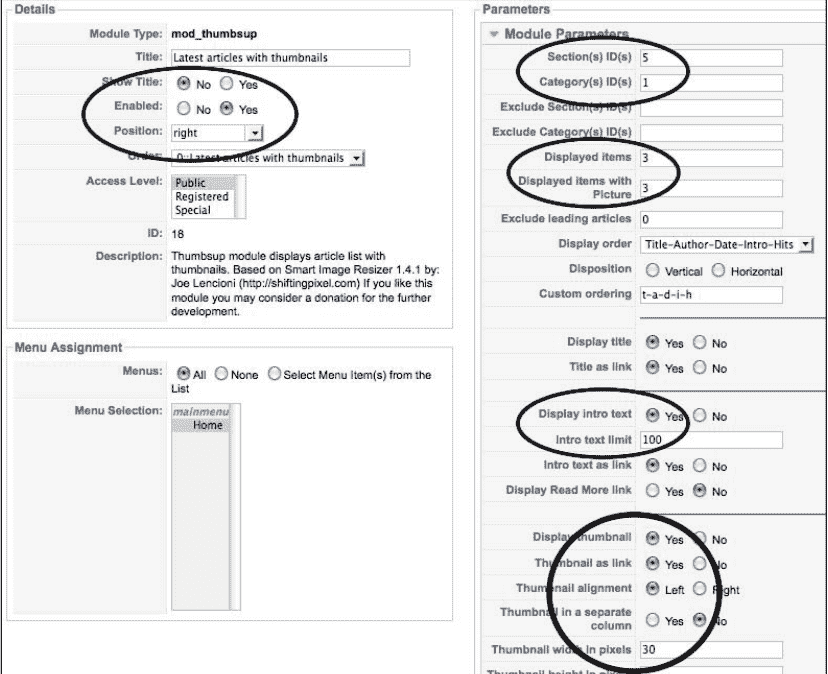 Details
Module Type: mod_thumbsup
Title: Latest articles with thumbnails
Show Title: No Yes
Enabled: No Yes
Position: right
Order: 0::Latest articles with thumbnails
Access Level: Public
Registered
Special
ID: 18
Description: Thumbsup module displays article list with
thumbnails. Based on Smart Image Resizer 1.4.1 by:
Joe Lencioni (http://shiftingpixel.com) If you like this
module you may consider a donation for the further
development.
Menu Assignment
Menus: All None Select Menu Item(s) from the
List
Menu Selection: mainmenu
Home
Parameters
Module Parameters
Section(s) ID(s) 5
Category(s) ID(s) 1
Exclude Section(s) ID(s)
Exclude Category(s) ID(s)
Displayed items 3
Displayed items with
Picture 3
Exclude leading articles 0
Display order Title-Author-Date-Intro-Hits
Disposition Vertical Horizontal
Custom ordering t-a-d-i-h
Display title Yes No
Title as link Yes No
Display intro text Yes No
Intro text limit 100
Intro text as link Yes No
Display Read More link Yes No
Display thumbnail Yes No
Thumbnail as link Yes No
Thumbnail alignment Left Right
Thumbnail in a separate
column Yes No
Thumbnail width in pixels 30
Thumbnail height in